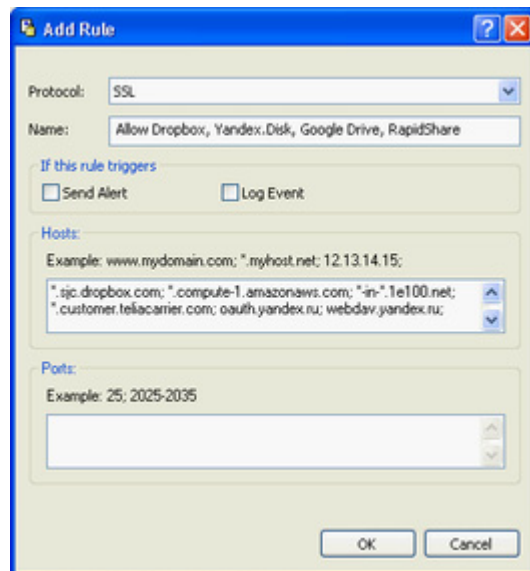 Add Rule
Protocol: SSL
Name: Allow Dropbox, Yandex.Disk, Google Drive, RapidShare
If this rule triggers
Send Alert Log Event
Hosts:
Example: www.mydomain.com; *.myhost.net; 12.13.14.15;
*.sjc.dropbox.com; *.compute-1.amazonaws.com; *-in-*.1e100.net;
*.customer.teliacarrier.com; oauth.yandex.ru; webdav.yandex.ru;
Ports:
Example: 25; 2025-2035
OK Cancel